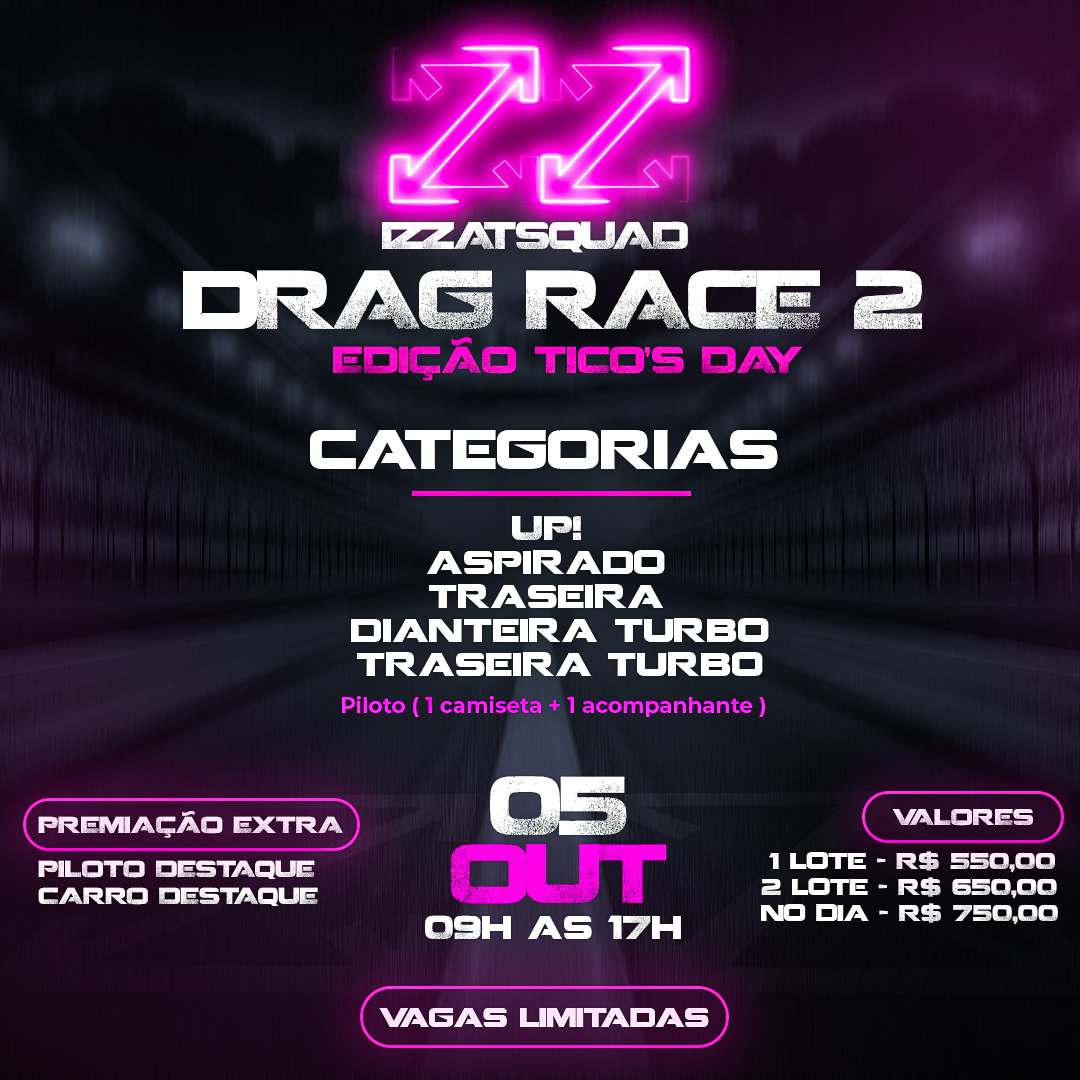 IZZATSQUAD
DRAG RACE 2
EDIÇÃO TICO'S DAY
CATEGORIAS
UP!
ASPIRADO
TRASEIRA
DIANTEIRA TURBO
TRASEIRA TURBO
Piloto ( 1 camiseta + 1 acompanhante )
PREMIAÇÃO EXTRA
PILOTO DESTAQUE
CARRO DESTAQUE
05
OUT
09H AS 17H
VALORES
1 LOTE - R$ 550,00
2 LOTE - R$ 650,00
NO DIA - R$ 750,00
VAGAS LIMITADAS